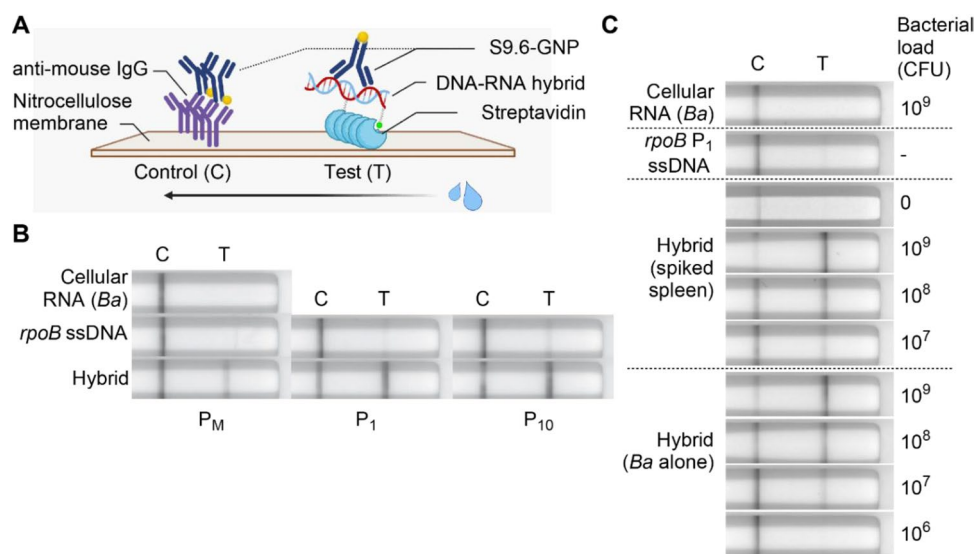 A
anti-mouse IgG
Nitrocellulose
membrane
S9.6-GNP
DNA-RNA hybrid
Streptavidin
Control (C)
Test (T)
B
C
T
Cellular
RNA (Ba)
C
T
C
T
rpoB ssDNA
Hybrid
PM
P1
P10
C
Bacterial
load
(CFU)
C
T
Cellular
RNA (Ba)
10⁹
rpoB P1
ssDNA
-
0
Hybrid
(spiked
spleen)
10⁹
10⁸
10⁷
Hybrid
(Ba alone)
10⁹
10⁸
10⁷
10⁶